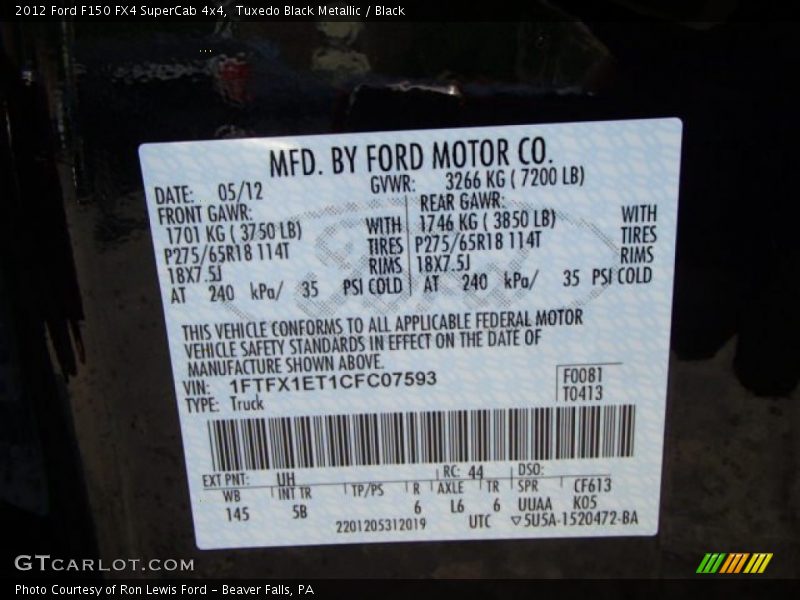 2012 Ford F150 FX4 SuperCab 4x4,  Tuxedo Black Metallic / Black
MFD. BY FORD MOTOR CO.
DATE: 05/12 GVWR: 3266 KG ( 7200 LB)
FRONT GAWR: REAR GAWR:
1701 KG ( 3750 LB) WITH 1746 KG ( 3850 LB) WITH
P275/65R18 114T TIRES P275/65R18 114T TIRES
18X7.5J RIMS 18X7.5J RIMS
AT 240 kPa/ 35 PSI COLD AT 240 kPa/ 35 PSI COLD
THIS VEHICLE CONFORMS TO ALL APPLICABLE FEDERAL MOTOR
VEHICLE SAFETY STANDARDS IN EFFECT ON THE DATE OF
MANUFACTURE SHOWN ABOVE.
VIN: 1FTFX1ET1CFC07593 F0081
TYPE: Truck T0413
EXT PNT: UH RC: 44 DSO:
WB INT TR TP/PS R AXLE TR SPR CF613
145 5B 6 L6 6 UUAA K05
2201205312019 UTC ▽5U5A-1520472-BA
GTCARLOT.COM
Photo Courtesy of Ron Lewis Ford – Beaver Falls, PA